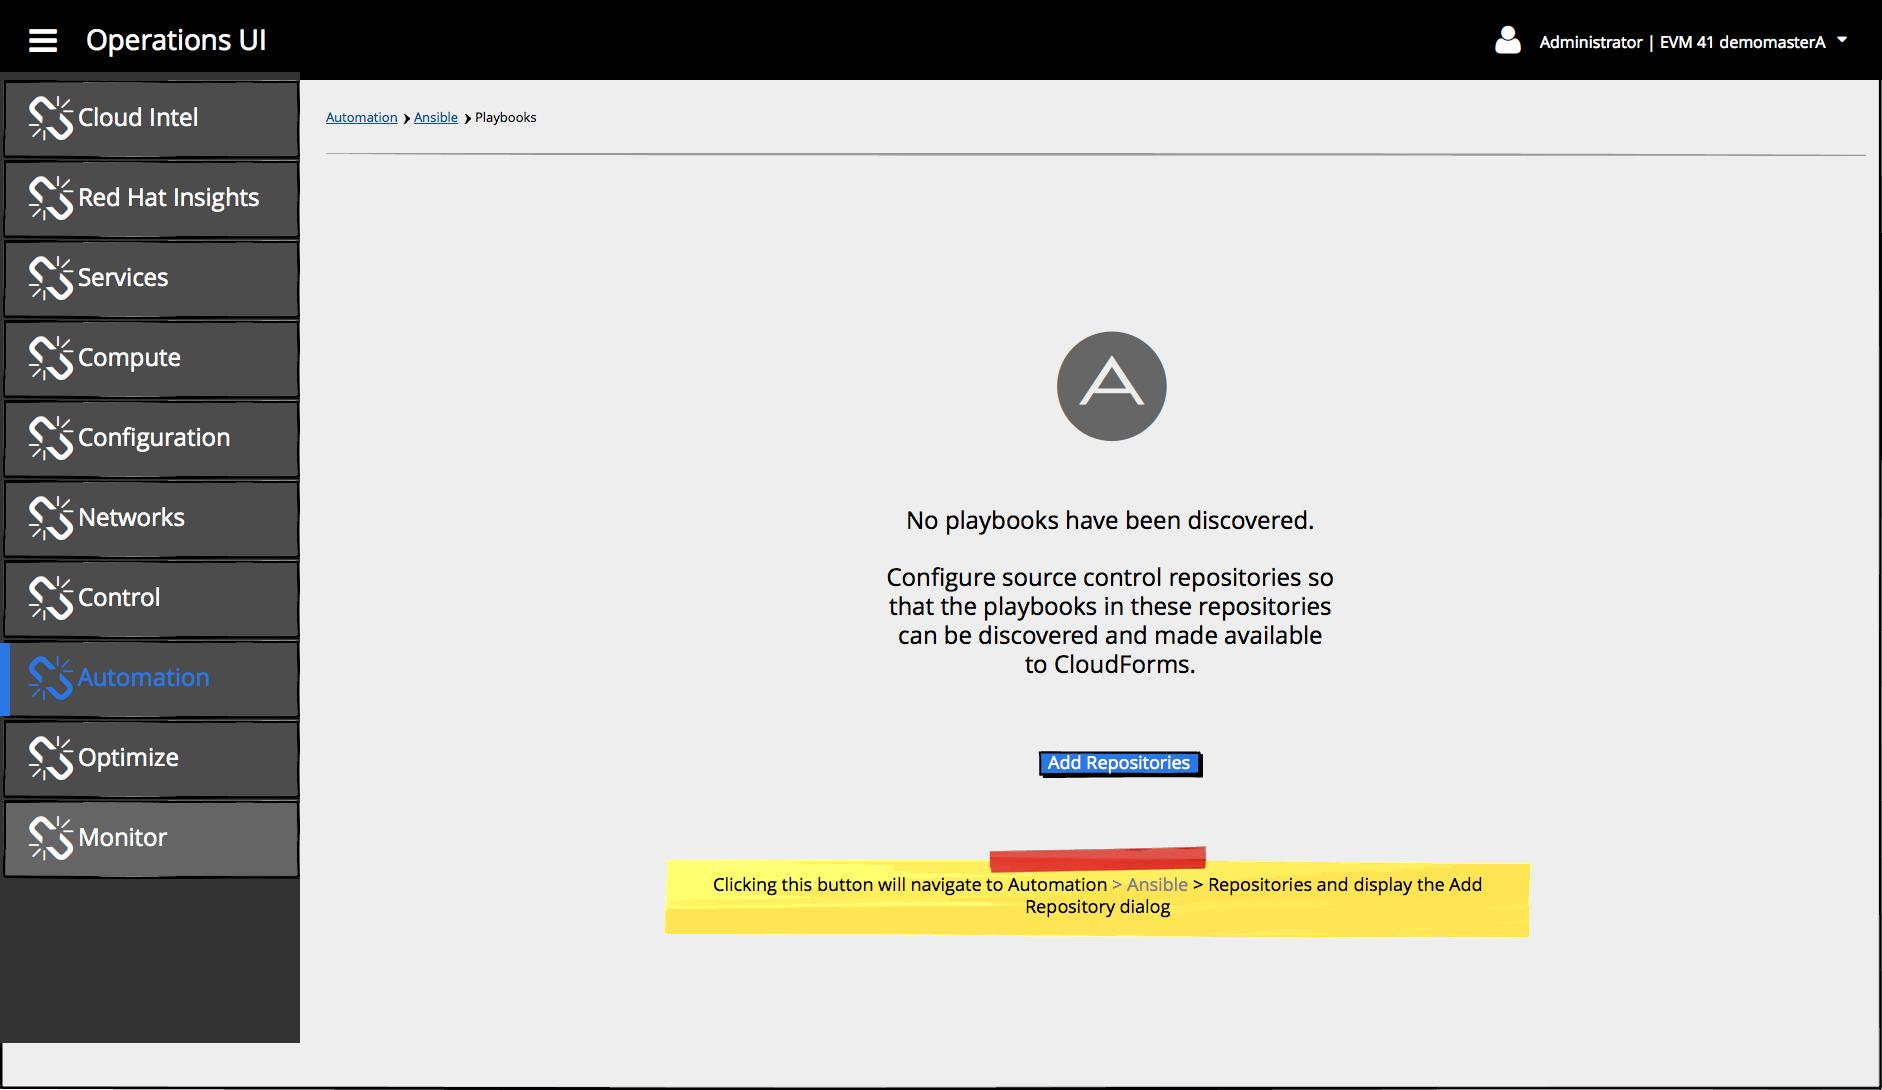 Operations UI
Administrator | EVM 41 demomasterA
Cloud Intel
Red Hat Insights
Services
Compute
Configuration
Networks
Control
Automation
Optimize
Monitor
Automation > Ansible > Playbooks
A
No playbooks have been discovered.
Configure source control repositories so
that the playbooks in these repositories
can be discovered and made available
to CloudForms.
Add Repositories
Clicking this button will navigate to Automation > Ansible > Repositories and display the Add
Repository dialog